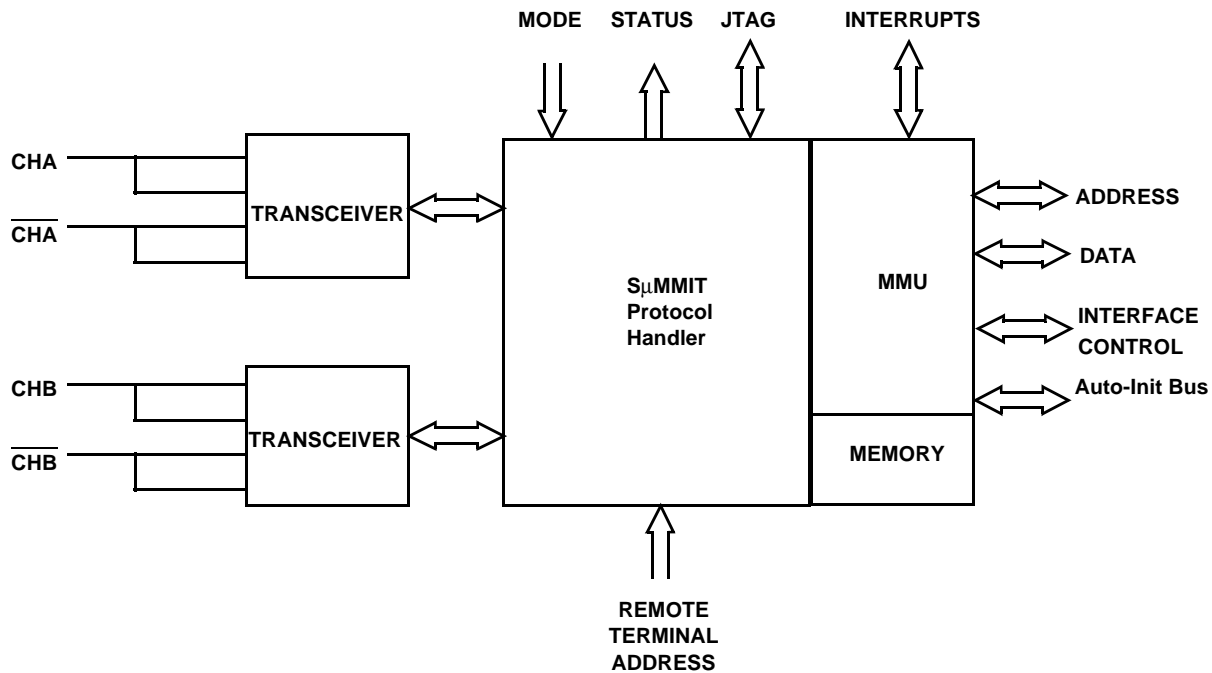 MODE STATUS JTAG INTERRUPTS
CHA
TRANSCEIVER
CHA
ADDRESS
DATA
SμMMIT
Protocol
Handler
MMU
INTERFACE
CONTROL
Auto-Init Bus
CHB
TRANSCEIVER
CHB
MEMORY
REMOTE
TERMINAL
ADDRESS